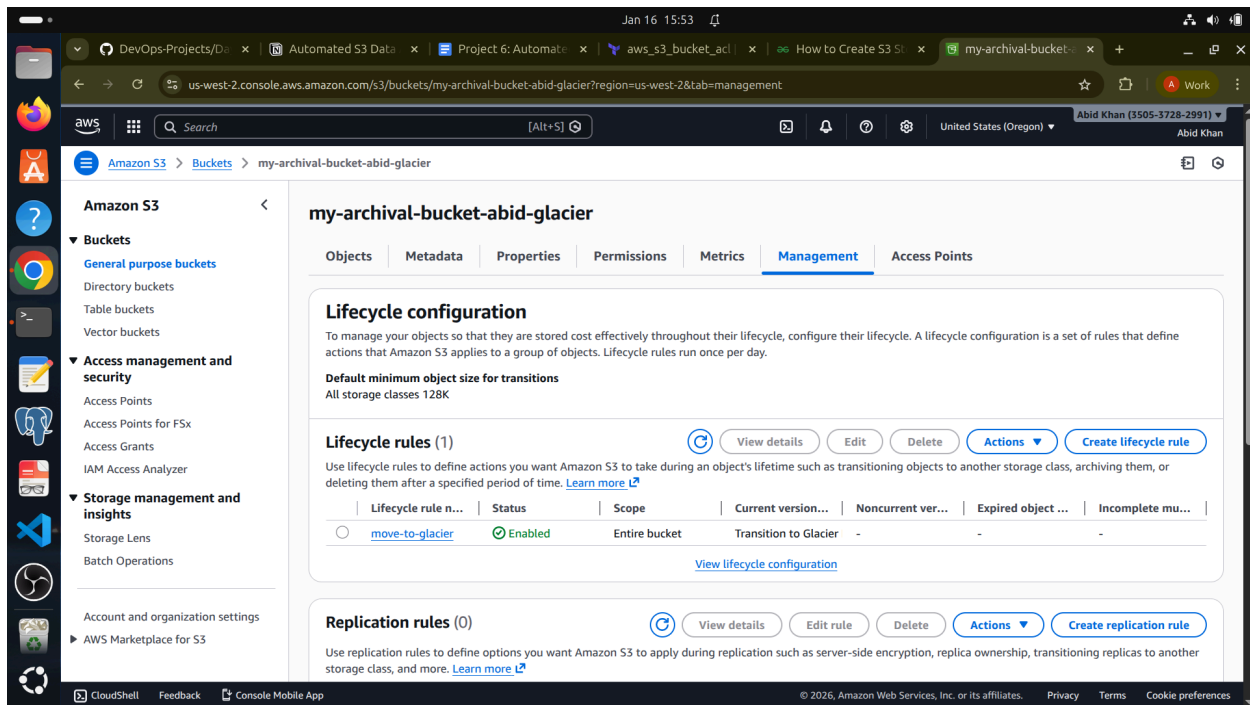 Jan 16 15:53
DevOps-Projects/Da
Automated S3 Data
Project 6: Automate
aws_s3_bucket_acl
How to Create S3 St
my-archival-bucket-a
us-west-2.console.aws.amazon.com/s3/buckets/my-archival-bucket-abid-glacier?region=us-west-2&tab=management
A Work
aws
Search
[Alt+S]
United States (Oregon)
Abid Khan (3505-3728-2991)
Abid Khan
Amazon S3 > Buckets > my-archival-bucket-abid-glacier
Amazon S3
Buckets
General purpose buckets
Directory buckets
Table buckets
Vector buckets
Access management and
security
Access Points
Access Points for FSx
Access Grants
IAM Access Analyzer
Storage management and
insights
Storage Lens
Batch Operations
Account and organization settings
AWS Marketplace for S3
my-archival-bucket-abid-glacier
Objects Metadata Properties Permissions Metrics Management Access Points
Lifecycle configuration
To manage your objects so that they are stored cost effectively throughout their lifecycle, configure their lifecycle. A lifecycle configuration is a set of rules that define
actions that Amazon S3 applies to a group of objects. Lifecycle rules run once per day.
Default minimum object size for transitions
All storage classes 128K
Lifecycle rules (1)
View details Edit Delete Actions Create lifecycle rule
Use lifecycle rules to define actions you want Amazon S3 to take during an object's lifetime such as transitioning objects to another storage class, archiving them, or
deleting them after a specified period of time. Learn more
Lifecycle rule n... Status Scope Current version... Noncurrent ver... Expired object ... Incomplete mu...
move-to-glacier Enabled Entire bucket Transition to Glacier - - -
View lifecycle configuration
Replication rules (0)
View details Edit rule Delete Actions Create replication rule
Use replication rules to define options you want Amazon S3 to apply during replication such as server-side encryption, replica ownership, transitioning replicas to another
storage class, and more. Learn more
CloudShell Feedback Console Mobile App
© 2026, Amazon Web Services, Inc. or its affiliates. Privacy Terms Cookie preferences